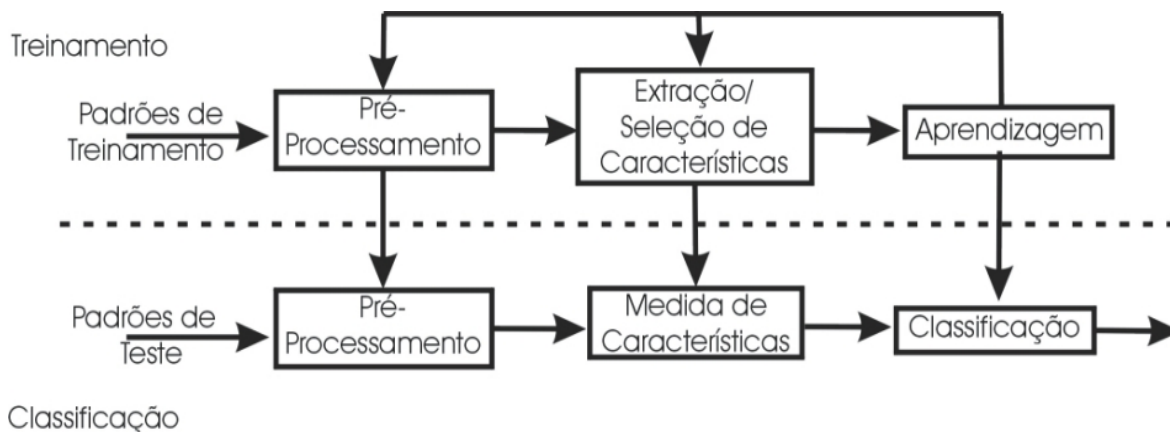 Treinamento
Padrões de
Treinamento
Pré-
Processamento
Extração/
Seleção de
Características
Aprendizagem
Padrões de
Teste
Pré-
Processamento
Medida de
Características
Classificação
Classificação